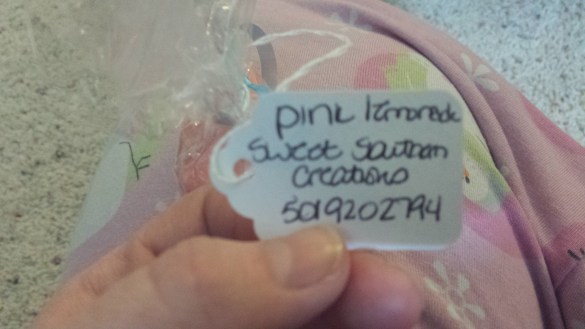 pink lemonade
Sweet Southern
Creations
5019202794